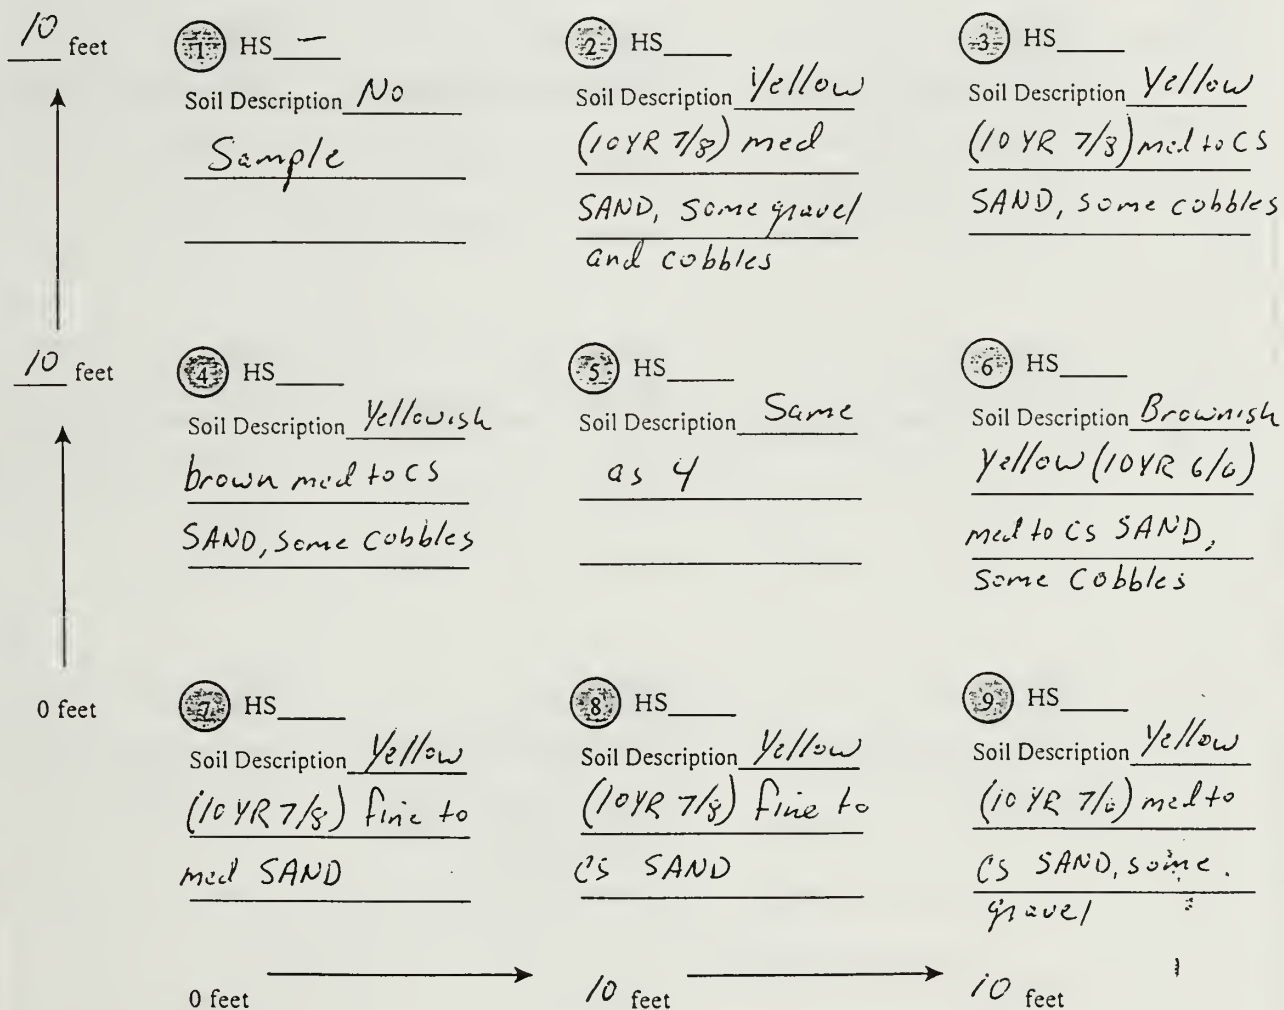 10 feet
1 HS —
Soil Description No
Sample
2 HS
Soil Description Yellow
(10YR 7/8) med
SAND, some gravel
and cobbles
3 HS
Soil Description Yellow
(10YR 7/8) med to CS
SAND, some cobbles
10 feet
4 HS
Soil Description Yellowish
brown med to CS
SAND, some cobbles
5 HS
Soil Description Same
as 4
6 HS
Soil Description Brownish
Yellow (10YR 6/6)
med to CS SAND,
some cobbles
0 feet
7 HS
Soil Description Yellow
(10YR 7/8) fine to
med SAND
8 HS
Soil Description Yellow
(10YR 7/8) fine to
CS SAND
9 HS
Soil Description Yellow
(10YR 7/6) med to
CS SAND, some
gravel
0 feet
10 feet
10 feet